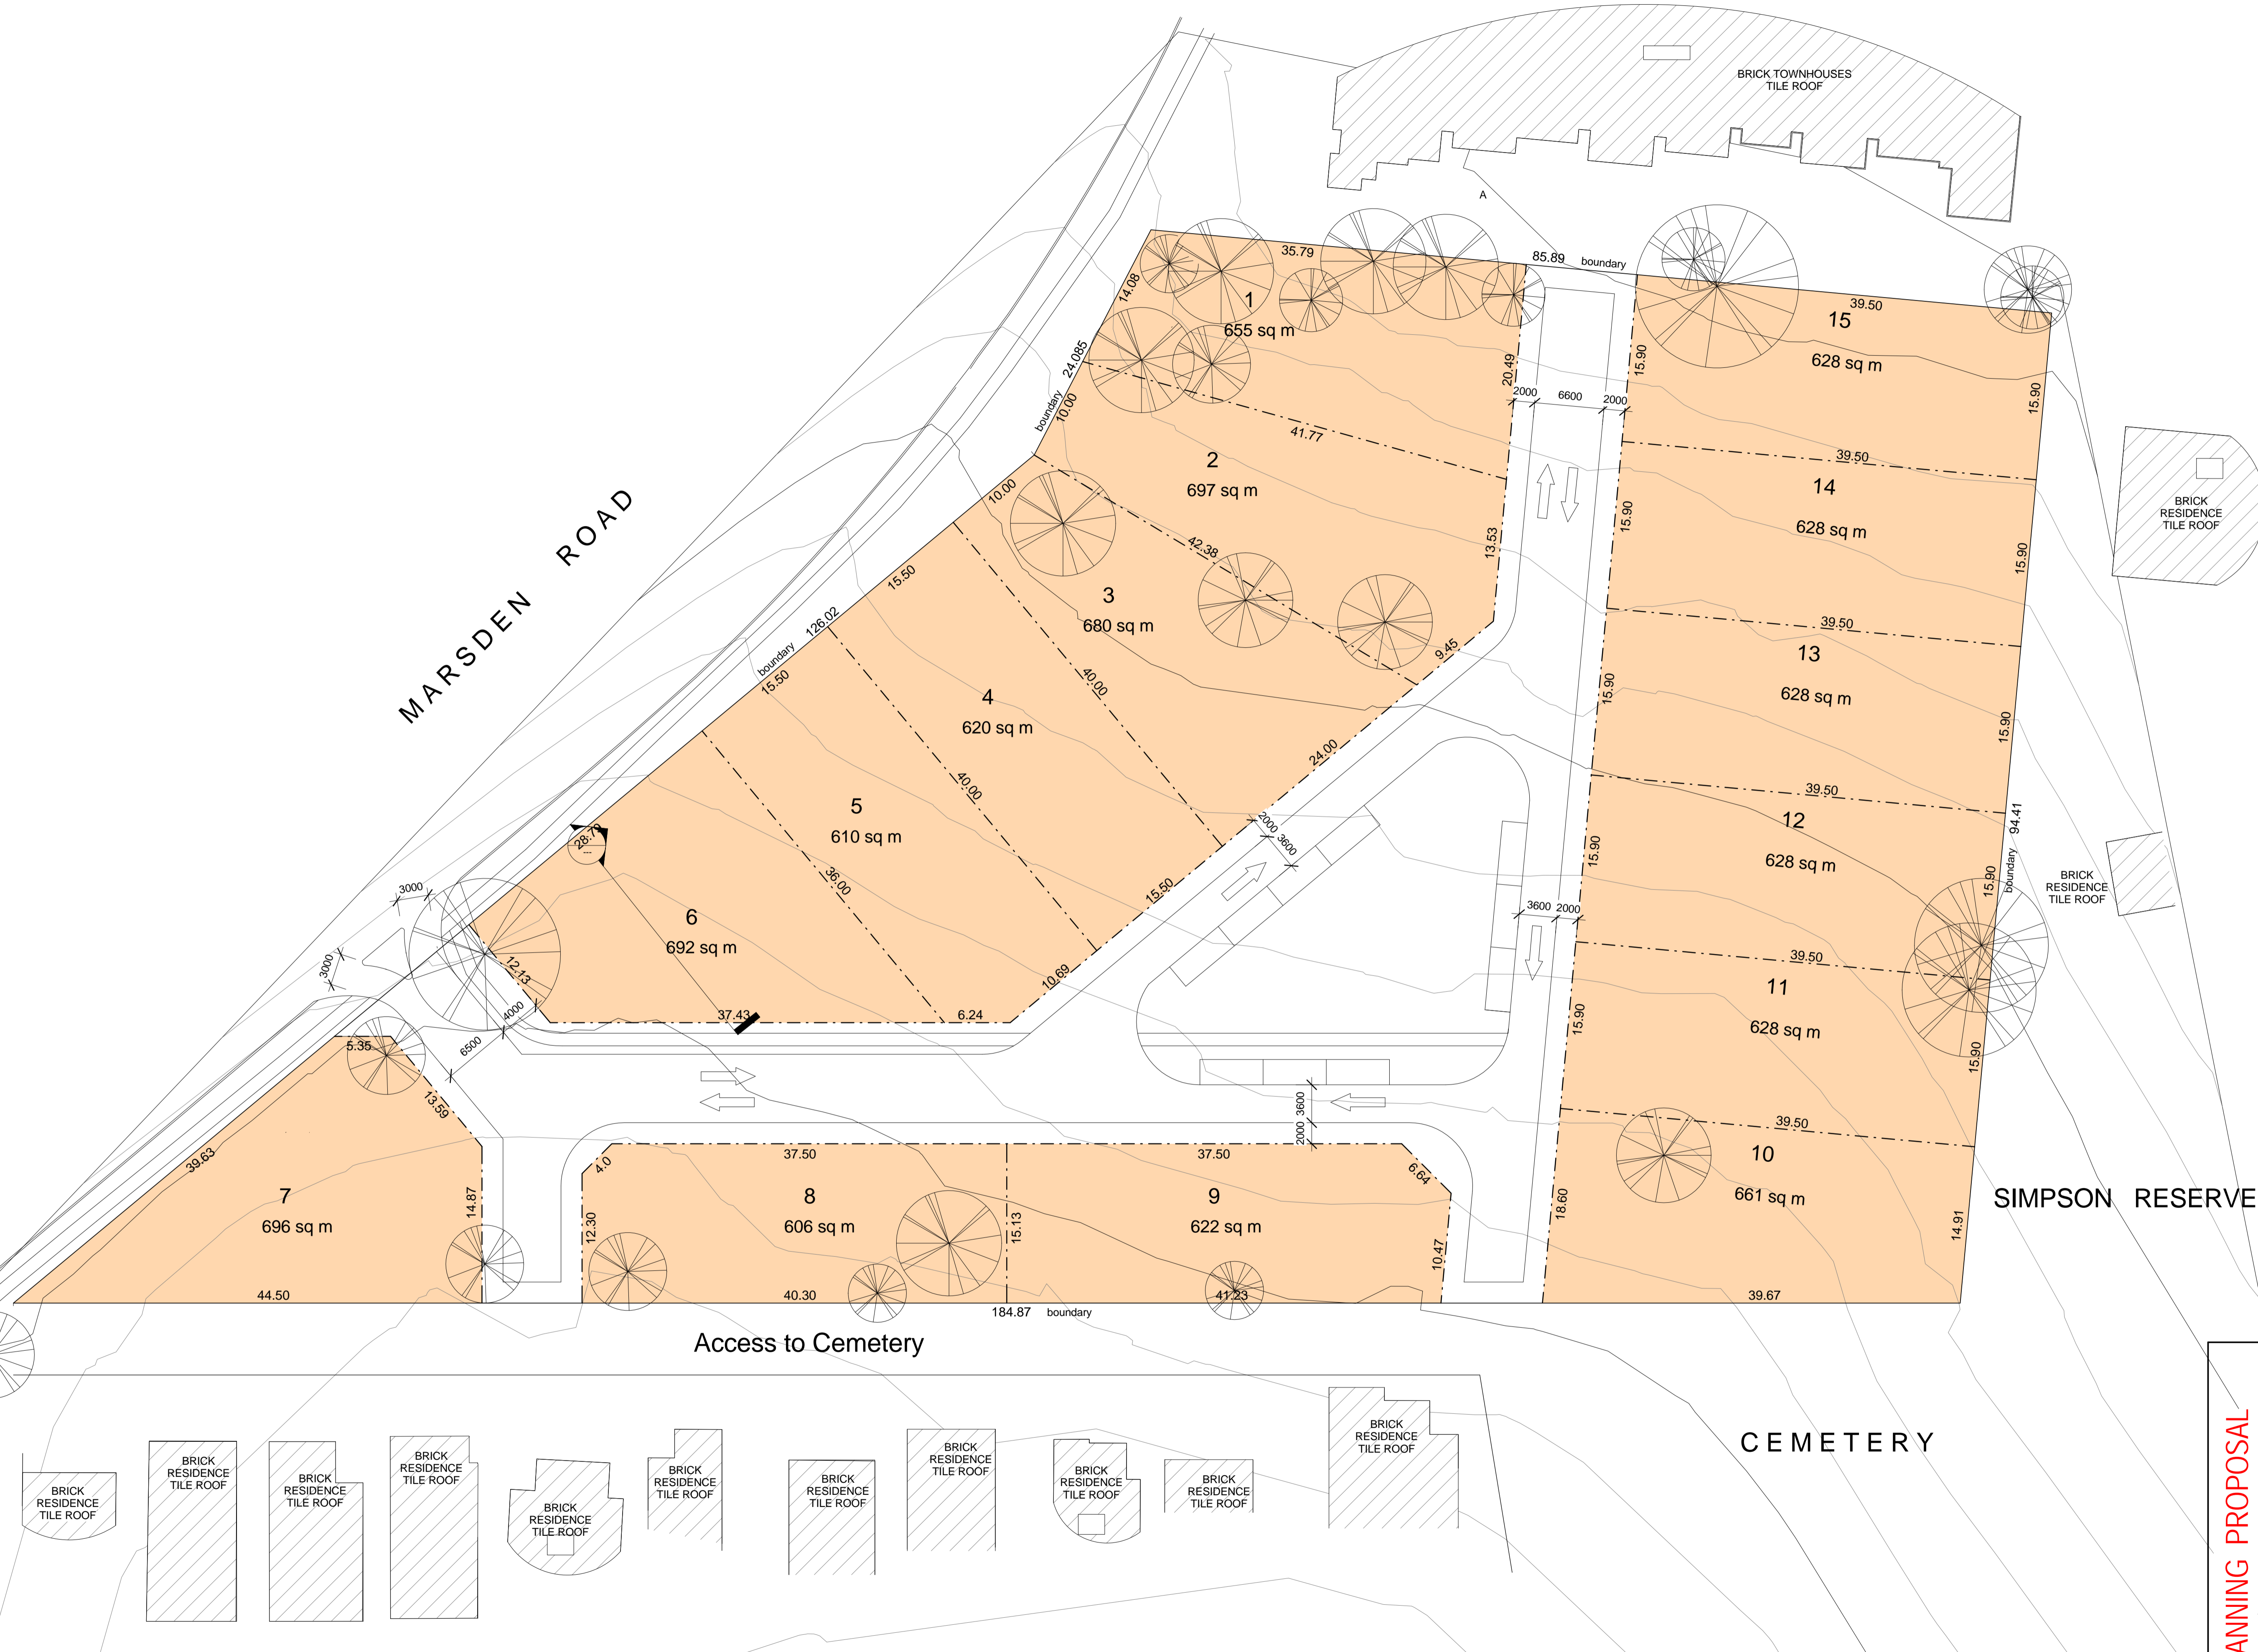 BRICK TOWNHOUSES
TILE ROOF
A
35.79
85.89 boundary
14.08
1
655 sq m
39.50
15
628 sq m
24.085
boundary
10.00
20.49
15.90
15.90
2000
6600
2000
41.77
2
697 sq m
39.50
14
628 sq m
BRICK
RESIDENCE
TILE ROOF
MARSDEN ROAD
10.00
42.38
13.53
15.90
15.90
15.50
3
680 sq m
39.50
13
628 sq m
126.02
boundary
15.50
9.45
40.00
15.90
15.90
4
620 sq m
24.00
40.00
39.50
12
628 sq m
94.41
boundary
5
610 sq m
28.79
---
2000
3600
15.90
15.90
BRICK
RESIDENCE
TILE ROOF
36.00
15.50
3000
6
692 sq m
3600
2000
39.50
11
628 sq m
3000
12.13
10.69
4000
37.43
6.24
15.90
15.90
5.35
6500
13.59
3600
2000
39.50
10
661 sq m
39.63
37.50
37.50
4.0
6.64
7
696 sq m
14.87
8
606 sq m
12.30
15.13
9
622 sq m
10.47
18.60
14.91
SIMPSON RESERVE
44.50
40.30
41.23
39.67
184.87 boundary
Access to Cemetery
CEMETERY
BRICK
RESIDENCE
TILE ROOF
BRICK
RESIDENCE
TILE ROOF
BRICK
RESIDENCE
TILE ROOF
BRICK
RESIDENCE
TILE ROOF
BRICK
RESIDENCE
TILE ROOF
BRICK
RESIDENCE
TILE ROOF
BRICK
RESIDENCE
TILE ROOF
BRICK
RESIDENCE
TILE ROOF
BRICK
RESIDENCE
TILE ROOF
BRICK
RESIDENCE
TILE ROOF
BRICK
RESIDENCE
TILE ROOF
ANNING PROPOSAL